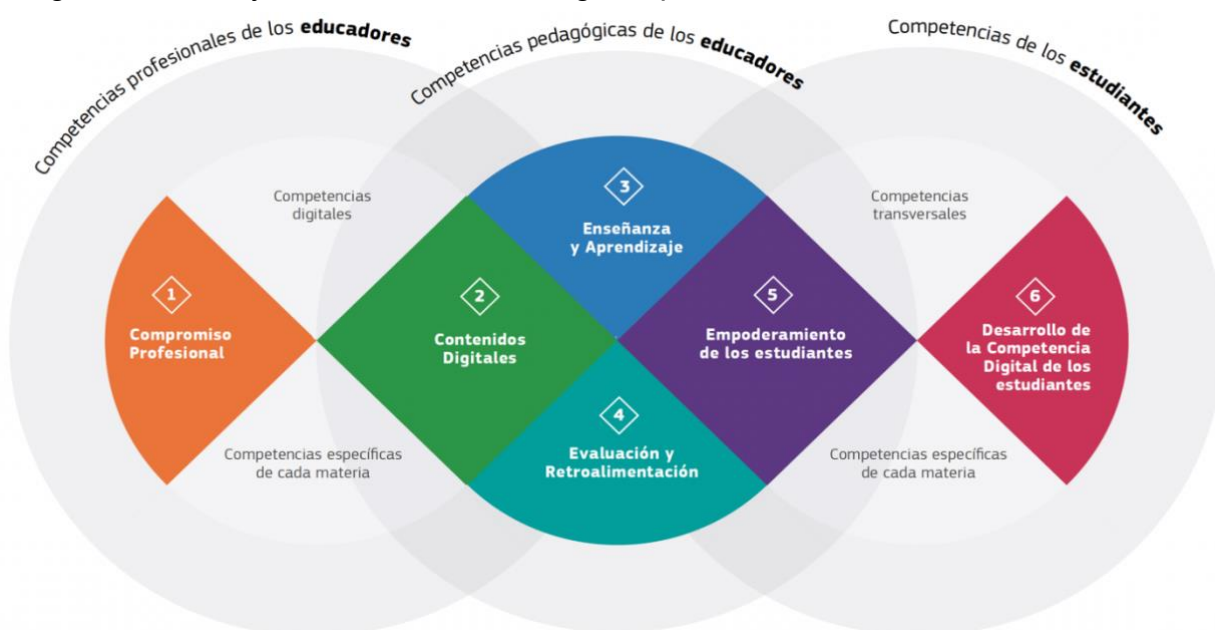 Competencias profesionales de los educadores
Competencias pedagógicas de los educadores
Competencias de los estudiantes
Competencias
digitales
Competencias
transversales
1
Compromiso
Profesional
2
Contenidos
Digitales
3
Enseñanza
y Aprendizaje
4
Evaluación y
Retroalimentación
5
Empoderamiento
de los estudiantes
6
Desarrollo de
la Competencia
Digital de los
estudiantes
Competencias específicas
de cada materia
Competencias específicas
de cada materia